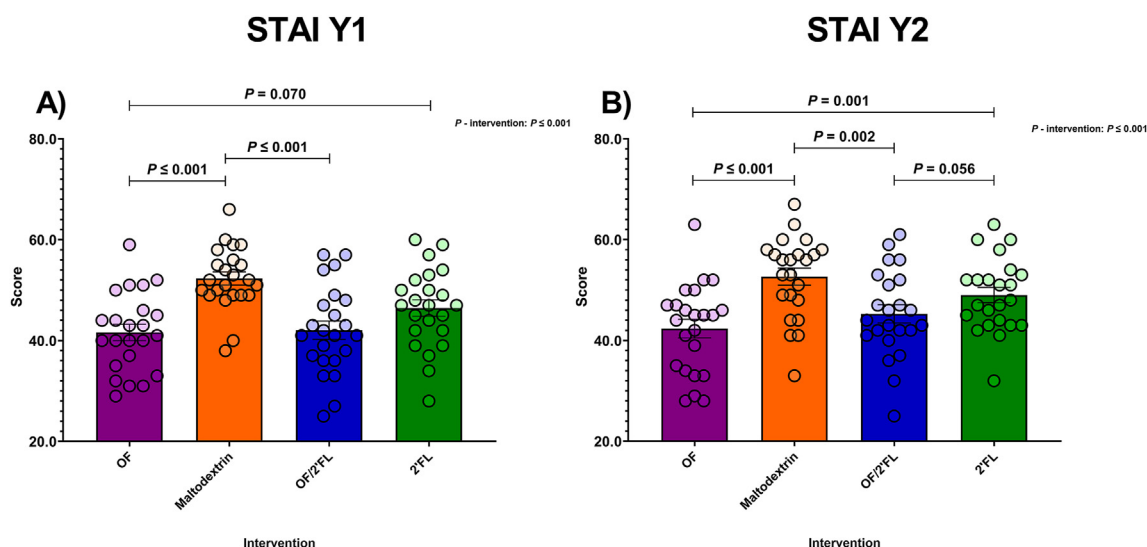 STAI Y1
STAI Y2
A)
P = 0.070
P - intervention: P ≤ 0.001
P ≤ 0.001
P ≤ 0.001
80.0
60.0
40.0
20.0
Score
OF
Maltodextrin
OF/2'FL
2'FL
Intervention
B)
P = 0.001
P - intervention: P ≤ 0.001
P = 0.002
P ≤ 0.001
P = 0.056
80.0
60.0
40.0
20.0
Score
OF
Maltodextrin
OF/2'FL
2'FL
Intervention